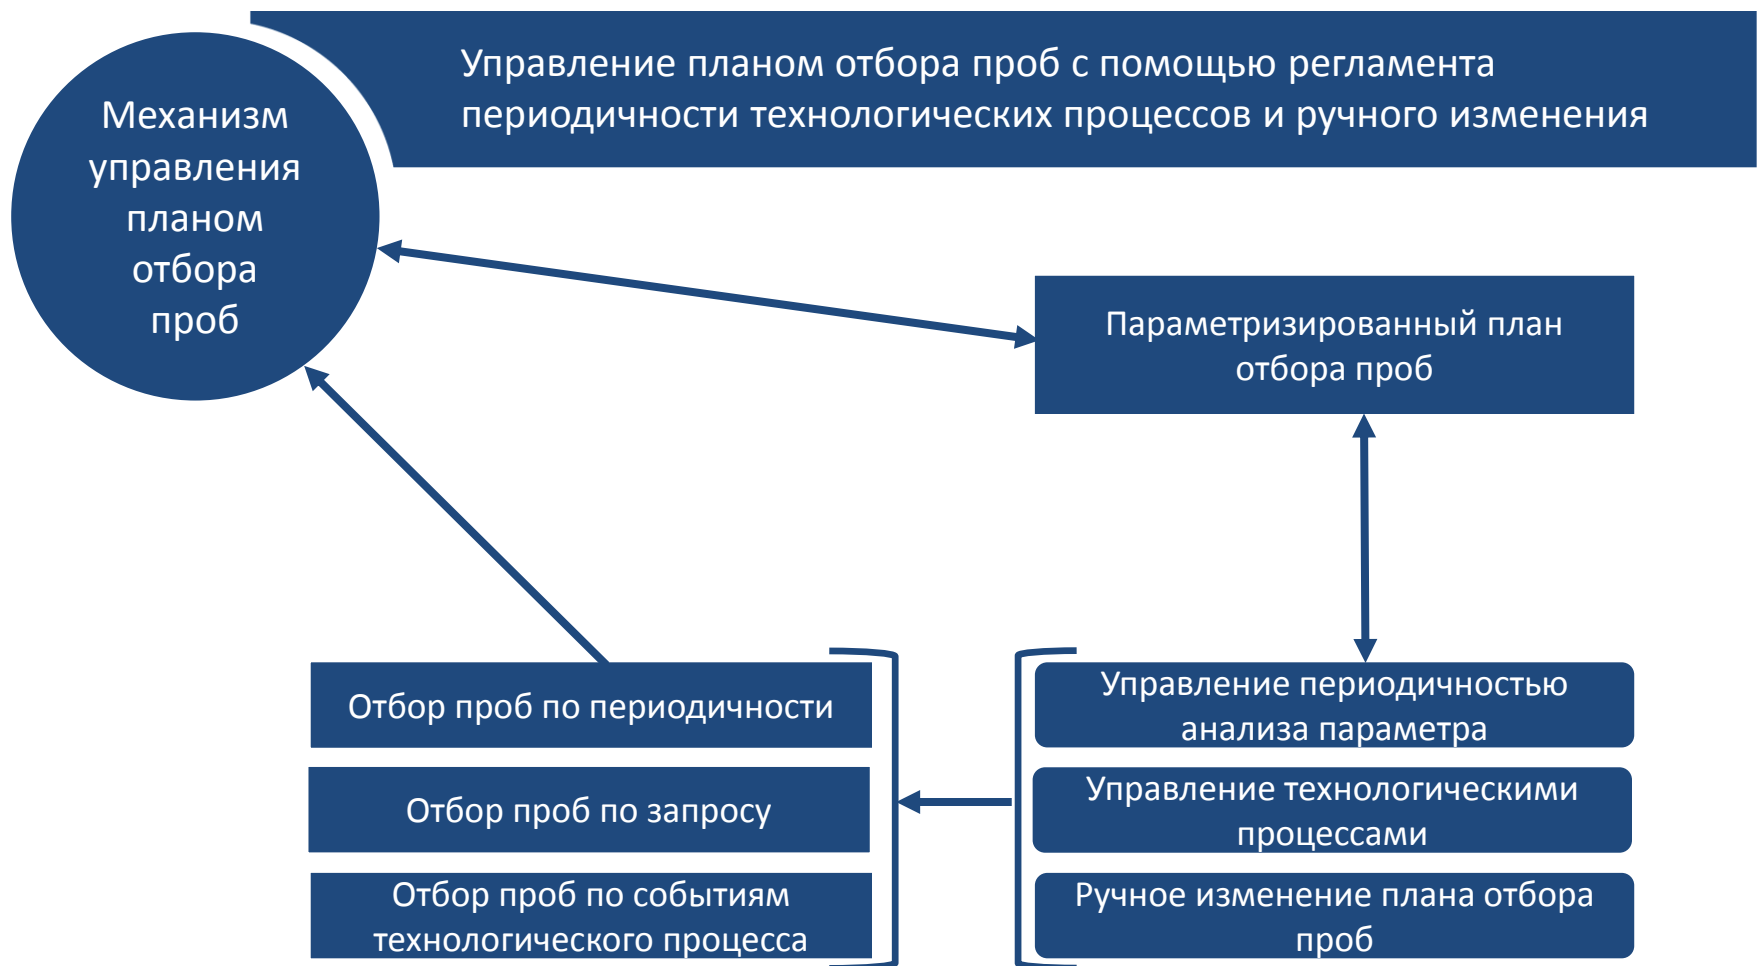 Управление планом отбора проб с помощью регламента
периодичности технологических процессов и ручного изменения
Механизм
управления
планом
отбора
проб
Параметризированный план
отбора проб
Отбор проб по периодичности
Отбор проб по запросу
Отбор проб по событиям
технологического процесса
Управление периодичностью
анализа параметра
Управление технологическими
процессами
Ручное изменение плана отбора
проб